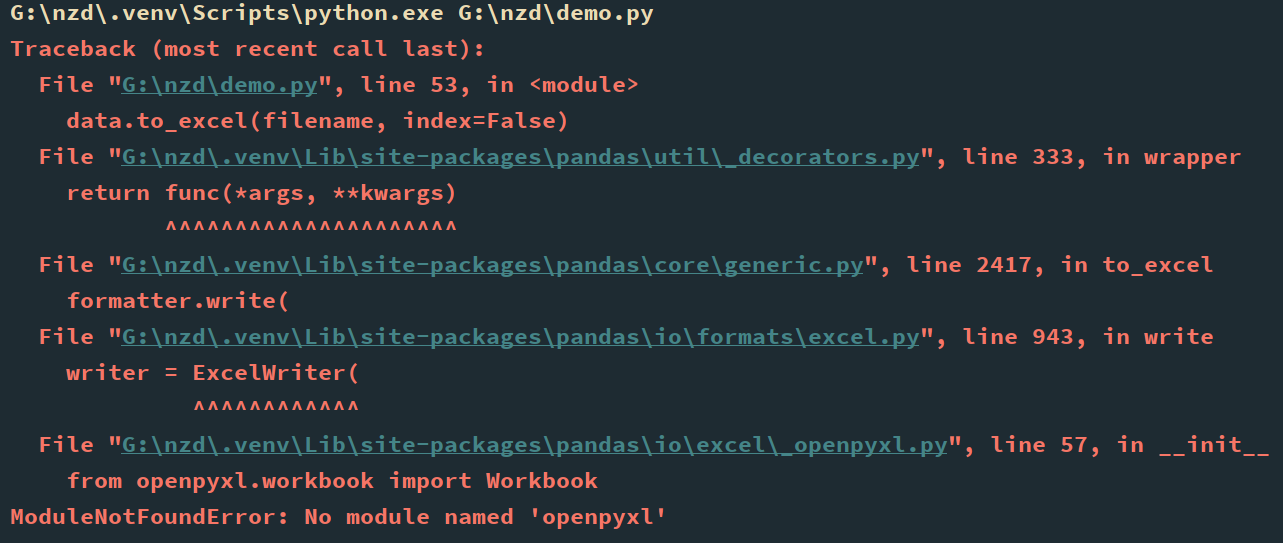 G:\nzd\.venv\Scripts\python.exe G:\nzd\demo.py
Traceback (most recent call last):
  File "G:\nzd\demo.py", line 53, in <module>
    data.to_excel(filename, index=False)
  File "G:\nzd\.venv\Lib\site-packages\pandas\util\_decorators.py", line 333, in wrapper
    return func(*args, **kwargs)
           ^^^^^^^^^^^^^^^^^^^^^
  File "G:\nzd\.venv\Lib\site-packages\pandas\core\generic.py", line 2417, in to_excel
    formatter.write(
  File "G:\nzd\.venv\Lib\site-packages\pandas\io\formats\excel.py", line 943, in write
    writer = ExcelWriter(
             ^^^^^^^^^^^^
  File "G:\nzd\.venv\Lib\site-packages\pandas\io\excel\_openpyxl.py", line 57, in __init__
    from openpyxl.workbook import Workbook
ModuleNotFoundError: No module named 'openpyxl'